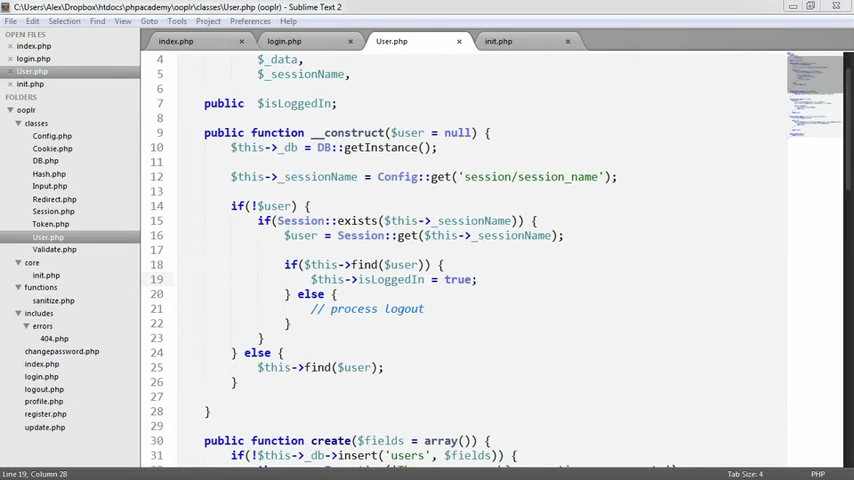 C:\Users\Alex\Dropbox\htdocs\phpacademy\ooplr\classes\User.php (ooplr) - Sublime Text 2
File Edit Selection Find View Goto Tools Project Preferences Help
OPEN FILES
index.php
login.php
User.php
init.php
FOLDERS
ooplr
classes
Config.php
Cookie.php
DB.php
Hash.php
Input.php
Redirect.php
Session.php
Token.php
User.php
Validate.php
core
init.php
functions
sanitize.php
includes
errors
404.php
changepassword.php
index.php
login.php
logout.php
profile.php
register.php
update.php
index.php login.php User.php init.php
4 $_data,
5 $_sessionName,
6
7 public $isLoggedIn;
8
9 public function __construct($user = null) {
10 $this->_db = DB::getInstance();
11
12 $this->_sessionName = Config::get('session/session_name');
13
14 if(!$user) {
15 if(Session::exists($this->_sessionName)) {
16 $user = Session::get($this->_sessionName);
17
18 if($this->find($user)) {
19 $this->isLoggedIn = true;
20 } else {
21 // process logout
22 }
23 }
24 } else {
25 $this->find($user);
26 }
27
28 }
29
30 public function create($fields = array()) {
31 if(!$this->_db->insert('users', $fields)) {
Line 19, Column 28 Tab Size: 4 PHP